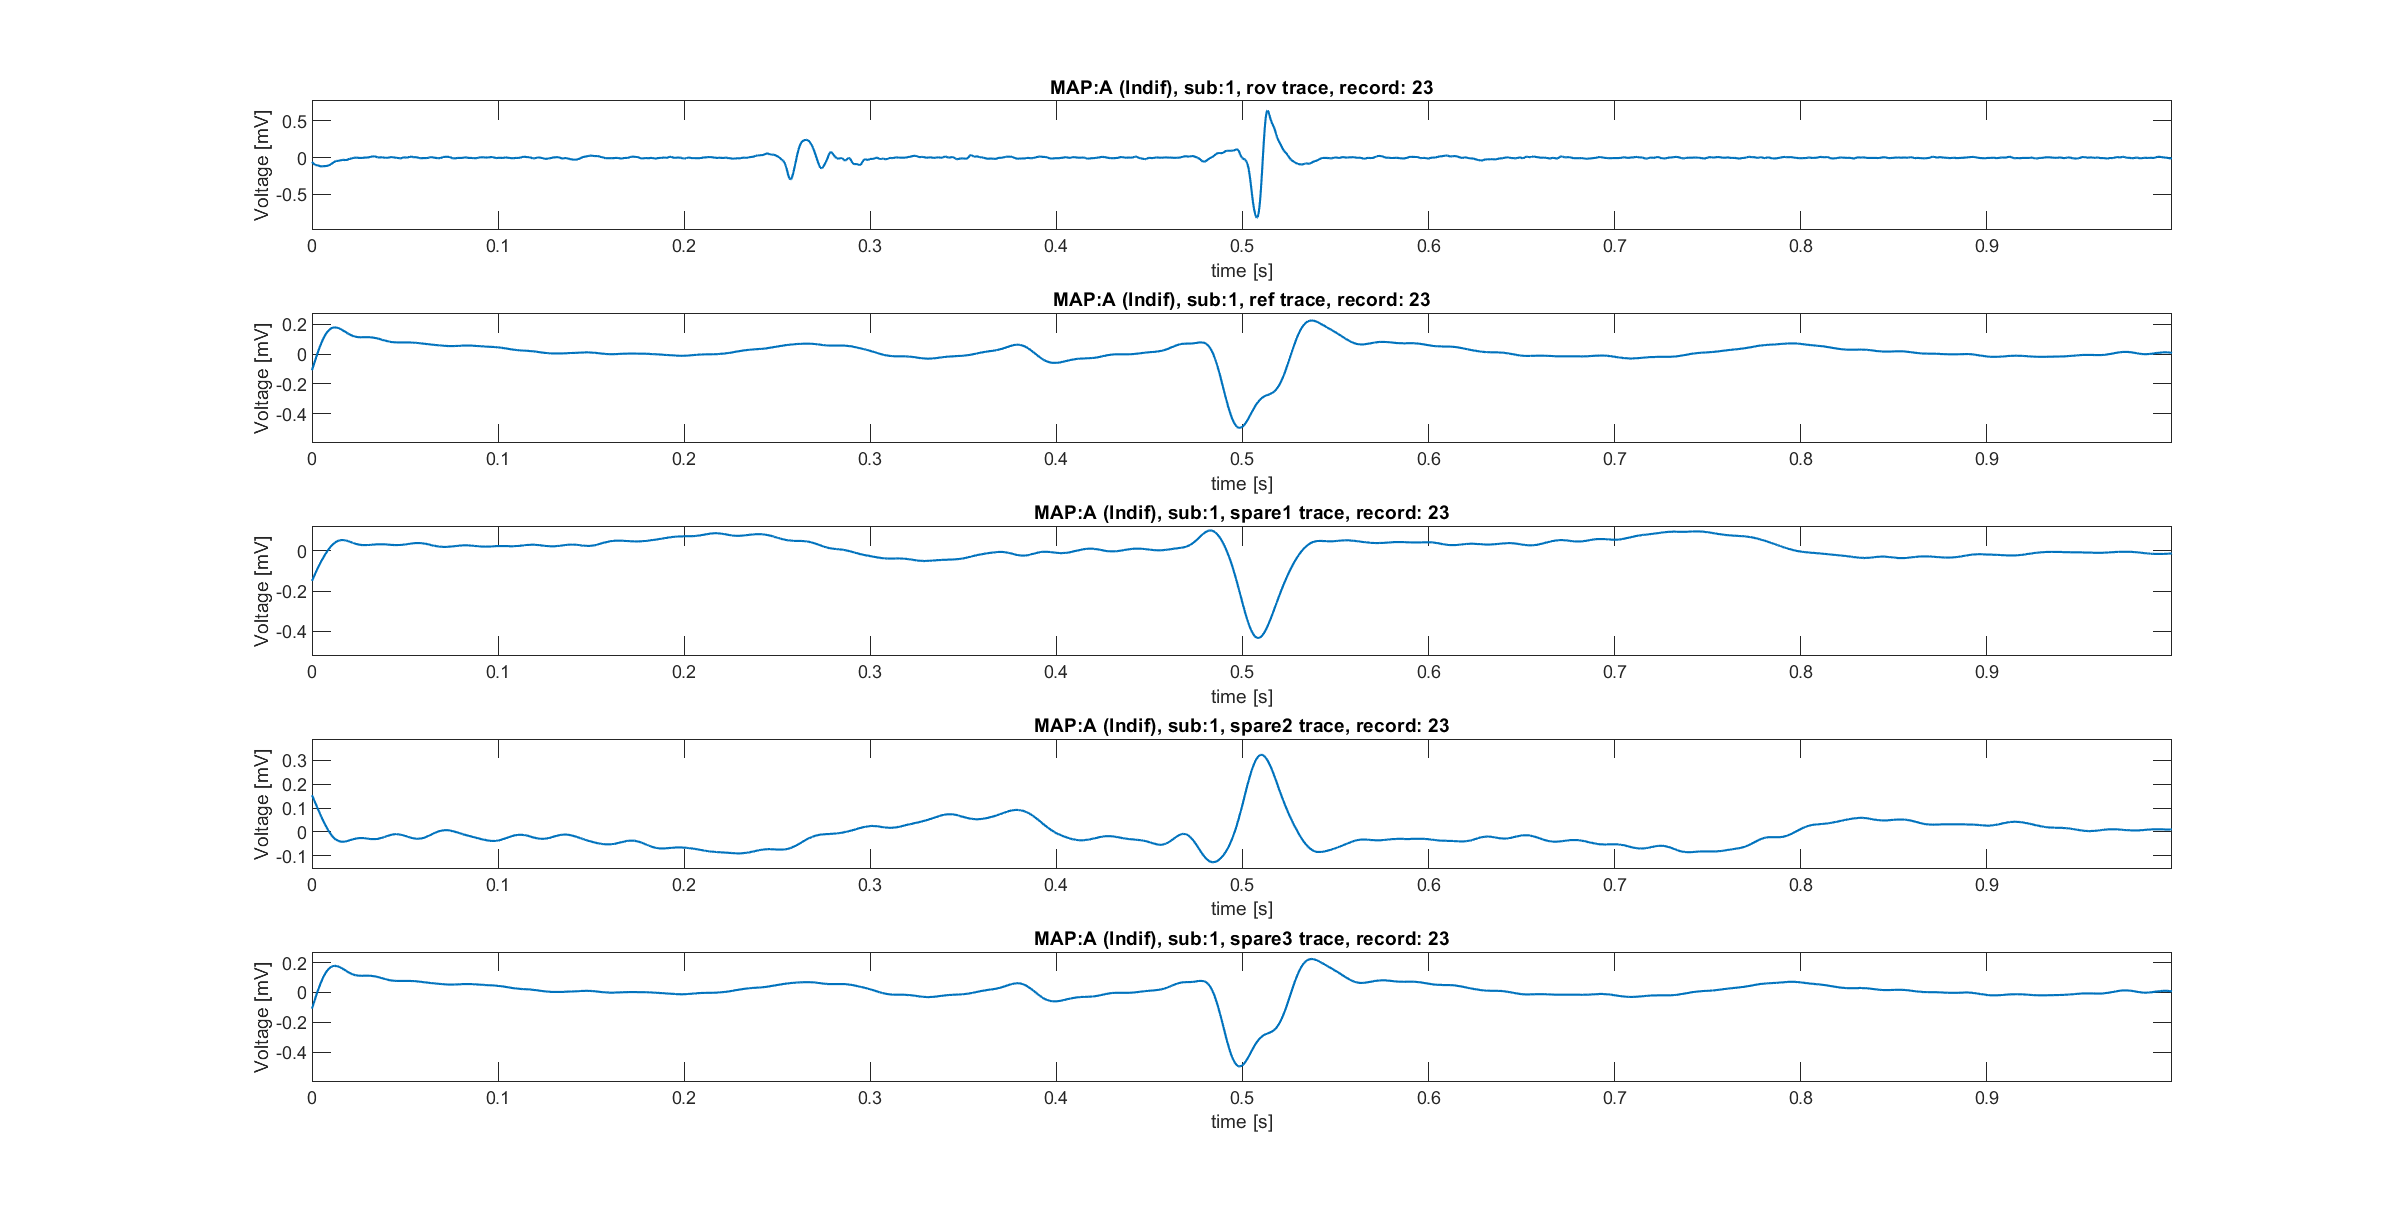 MAP:A (Indif), sub:1, rov trace, record: 23
Voltage [mV]
0.5
0
-0.5
0 0.1 0.2 0.3 0.4 0.5 0.6 0.7 0.8 0.9
time [s]
MAP:A (Indif), sub:1, ref trace, record: 23
Voltage [mV]
0.2
0
-0.2
-0.4
0 0.1 0.2 0.3 0.4 0.5 0.6 0.7 0.8 0.9
time [s]
MAP:A (Indif), sub:1, spare1 trace, record: 23
Voltage [mV]
0
-0.2
-0.4
0 0.1 0.2 0.3 0.4 0.5 0.6 0.7 0.8 0.9
time [s]
MAP:A (Indif), sub:1, spare2 trace, record: 23
Voltage [mV]
0.3
0.2
0.1
0
-0.1
0 0.1 0.2 0.3 0.4 0.5 0.6 0.7 0.8 0.9
time [s]
MAP:A (Indif), sub:1, spare3 trace, record: 23
Voltage [mV]
0.2
0
-0.2
-0.4
0 0.1 0.2 0.3 0.4 0.5 0.6 0.7 0.8 0.9
time [s]